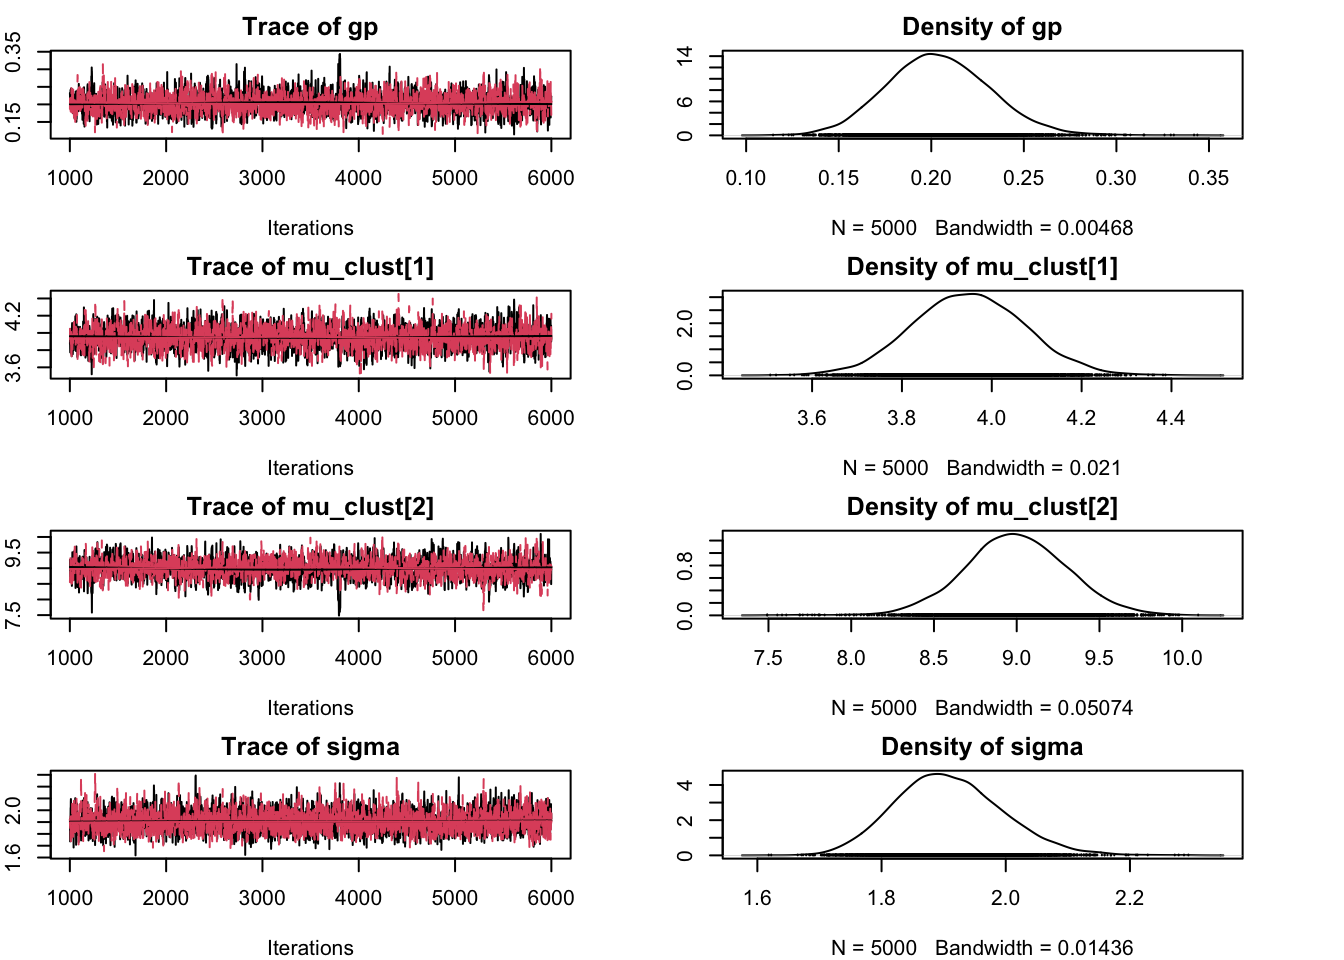 Trace of gp
0.35
0.15
1000 2000 3000 4000 5000 6000
Iterations
Density of gp
14
6
0
0.10 0.15 0.20 0.25 0.30 0.35
N = 5000 Bandwidth = 0.00468
Trace of mu_clust[1]
4.2
3.6
1000 2000 3000 4000 5000 6000
Iterations
Density of mu_clust[1]
2.0
0.0
3.6 3.8 4.0 4.2 4.4
N = 5000 Bandwidth = 0.021
Trace of mu_clust[2]
9.5
7.5
1000 2000 3000 4000 5000 6000
Iterations
Density of mu_clust[2]
0.8
0.0
7.5 8.0 8.5 9.0 9.5 10.0
N = 5000 Bandwidth = 0.05074
Trace of sigma
2.0
1.6
1000 2000 3000 4000 5000 6000
Iterations
Density of sigma
4
2
0
1.6 1.8 2.0 2.2
N = 5000 Bandwidth = 0.01436